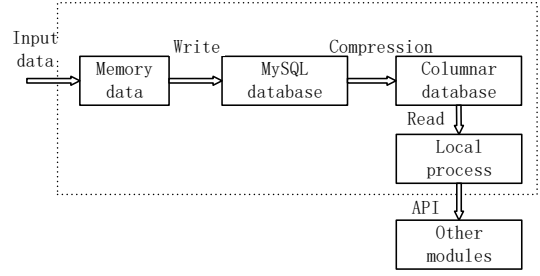 Input
data
Memory
data
Write
MySQL
database
Compression
Columnar
database
Read
Local
process
API
Other
modules